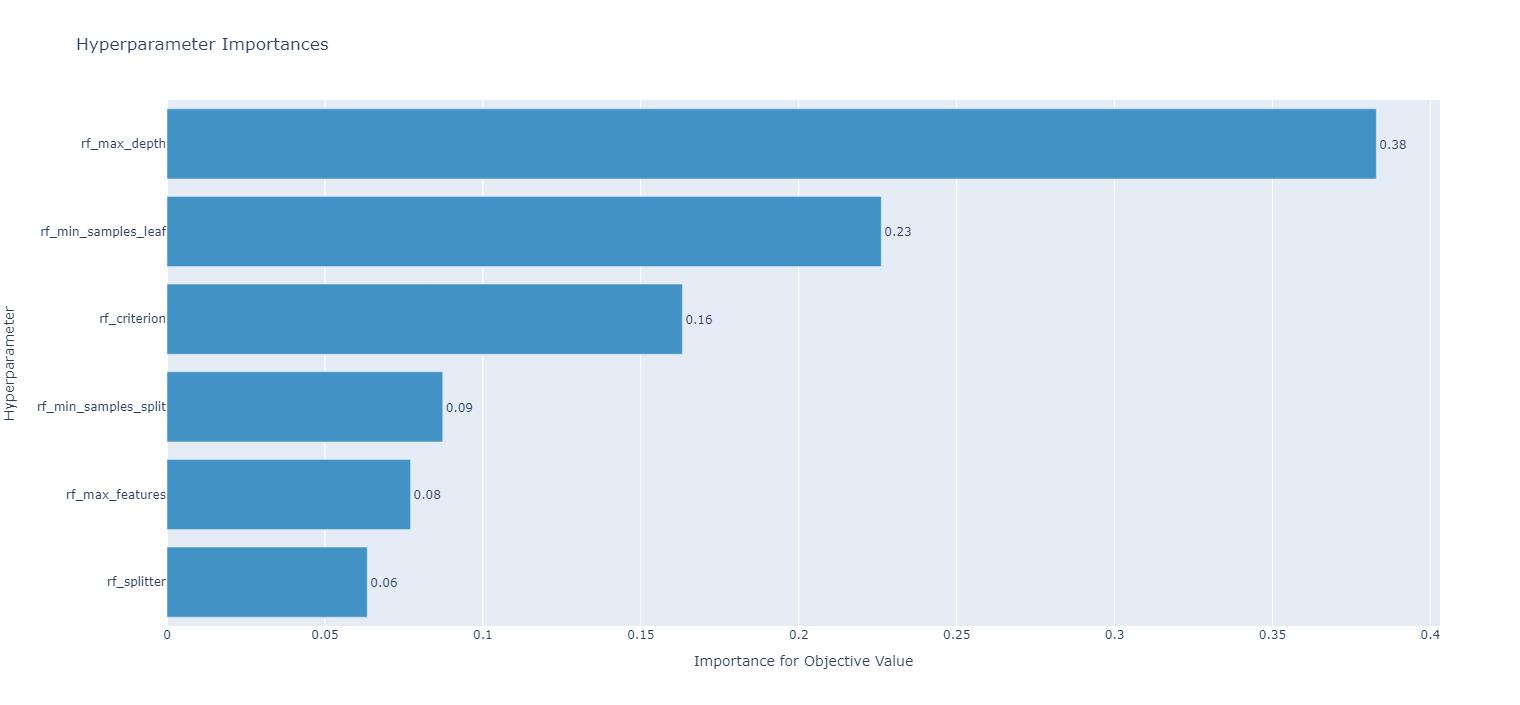 Hyperparameter Importances
Hyperparameter
rf_max_depth
0.38
rf_min_samples_leaf
0.23
rf_criterion
0.16
rf_min_samples_split
0.09
rf_max_features
0.08
rf_splitter
0.06
0 0.05 0.1 0.15 0.2 0.25 0.3 0.35 0.4
Importance for Objective Value